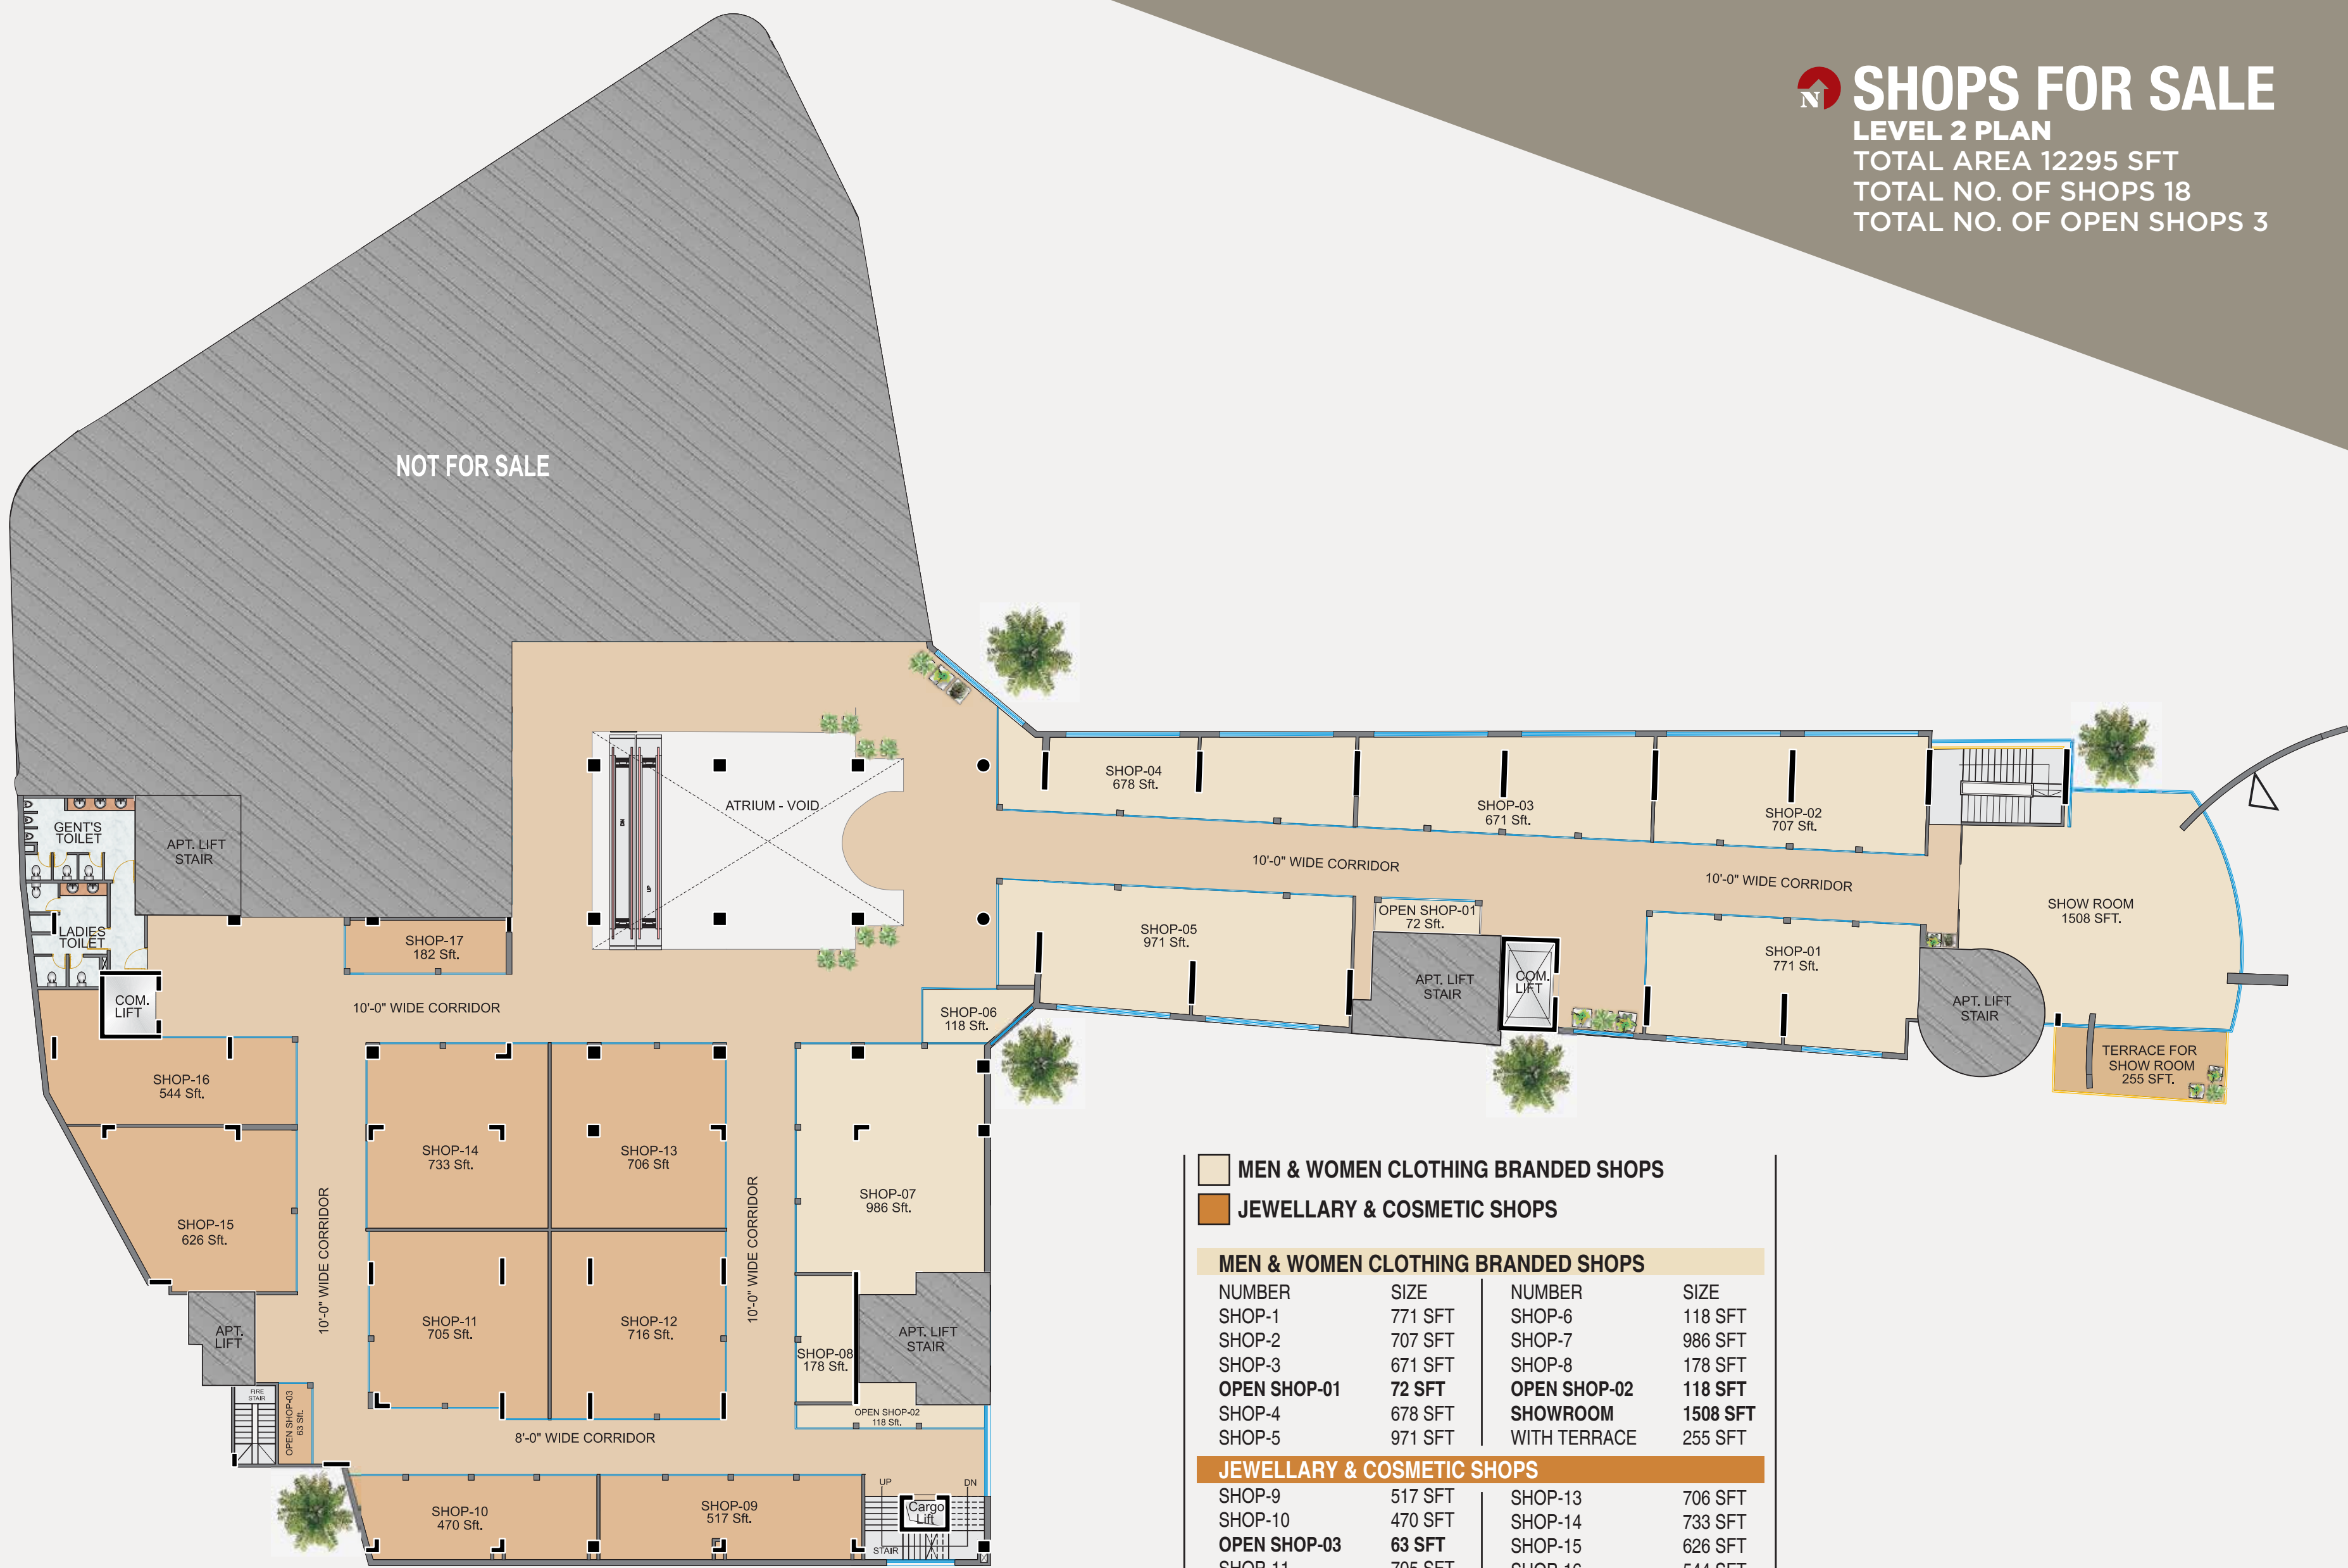 N
SHOPS FOR SALE
LEVEL 2 PLAN
TOTAL AREA 12295 SFT
TOTAL NO. OF SHOPS 18
TOTAL NO. OF OPEN SHOPS 3
NOT FOR SALE
ATRIUM - VOID
DN
UP
SHOP-04
678 Sft.
SHOP-03
671 Sft.
SHOP-02
707 Sft.
10'-0" WIDE CORRIDOR
10'-0" WIDE CORRIDOR
SHOW ROOM
1508 SFT.
GENT'S
TOILET
APT. LIFT
STAIR
LADIES
TOILET
SHOP-17
182 Sft.
SHOP-05
971 Sft.
OPEN SHOP-01
72 Sft.
SHOP-01
771 Sft.
APT. LIFT
STAIR
COM.
LIFT
APT. LIFT
STAIR
COM.
LIFT
10'-0" WIDE CORRIDOR
SHOP-06
118 Sft.
TERRACE FOR
SHOW ROOM
255 SFT.
SHOP-16
544 Sft.
SHOP-14
733 Sft.
SHOP-13
706 Sft
SHOP-07
986 Sft.
SHOP-15
626 Sft.
10'-0" WIDE CORRIDOR
10'-0" WIDE CORRIDOR
APT.
LIFT
SHOP-11
705 Sft.
SHOP-12
716 Sft.
SHOP-08
178 Sft.
APT. LIFT
STAIR
FIRE
STAIR
OPEN SHOP-03
63 Sft.
OPEN SHOP-02
118 Sft.
8'-0" WIDE CORRIDOR
SHOP-10
470 Sft.
SHOP-09
517 Sft.
UP
DN
Cargo
Lift
STAIR
MEN & WOMEN CLOTHING BRANDED SHOPS
JEWELLARY & COSMETIC SHOPS
MEN & WOMEN CLOTHING BRANDED SHOPS
NUMBER SIZE NUMBER SIZE
SHOP-1 771 SFT SHOP-6 118 SFT
SHOP-2 707 SFT SHOP-7 986 SFT
SHOP-3 671 SFT SHOP-8 178 SFT
OPEN SHOP-01 72 SFT OPEN SHOP-02 118 SFT
SHOP-4 678 SFT SHOWROOM 1508 SFT
SHOP-5 971 SFT WITH TERRACE 255 SFT
JEWELLARY & COSMETIC SHOPS
SHOP-9 517 SFT SHOP-13 706 SFT
SHOP-10 470 SFT SHOP-14 733 SFT
OPEN SHOP-03 63 SFT SHOP-15 626 SFT
SHOP-11 705 SFT SHOP-16 544 SFT